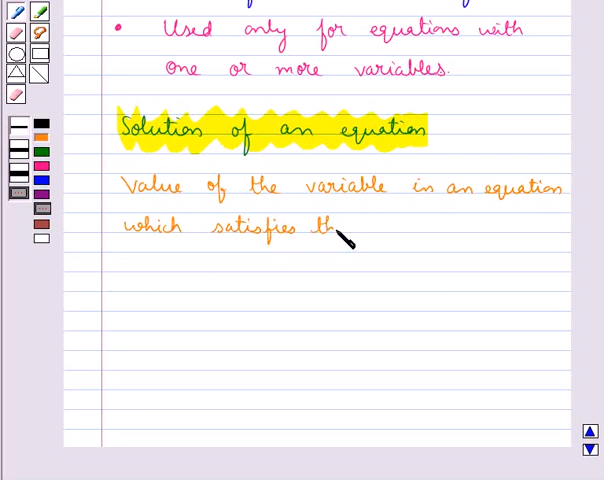 • Used only for equations with
one or more variables.
Solution of an equation
Value of the variable in an equation
which satisfies th